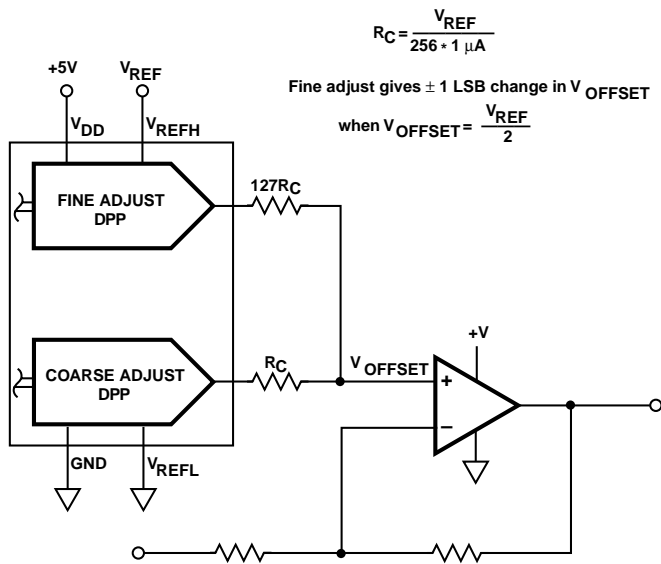 R_C = V_REF / 256 * 1 µA
Fine adjust gives ± 1 LSB change in V_OFFSET
when V_OFFSET = V_REF / 2
+5V V_REF
V_DD V_REFH
FINE ADJUST
DPP
127R_C
COARSE ADJUST
DPP
R_C
V_OFFSET
+V
+
−
GND
V_REFL